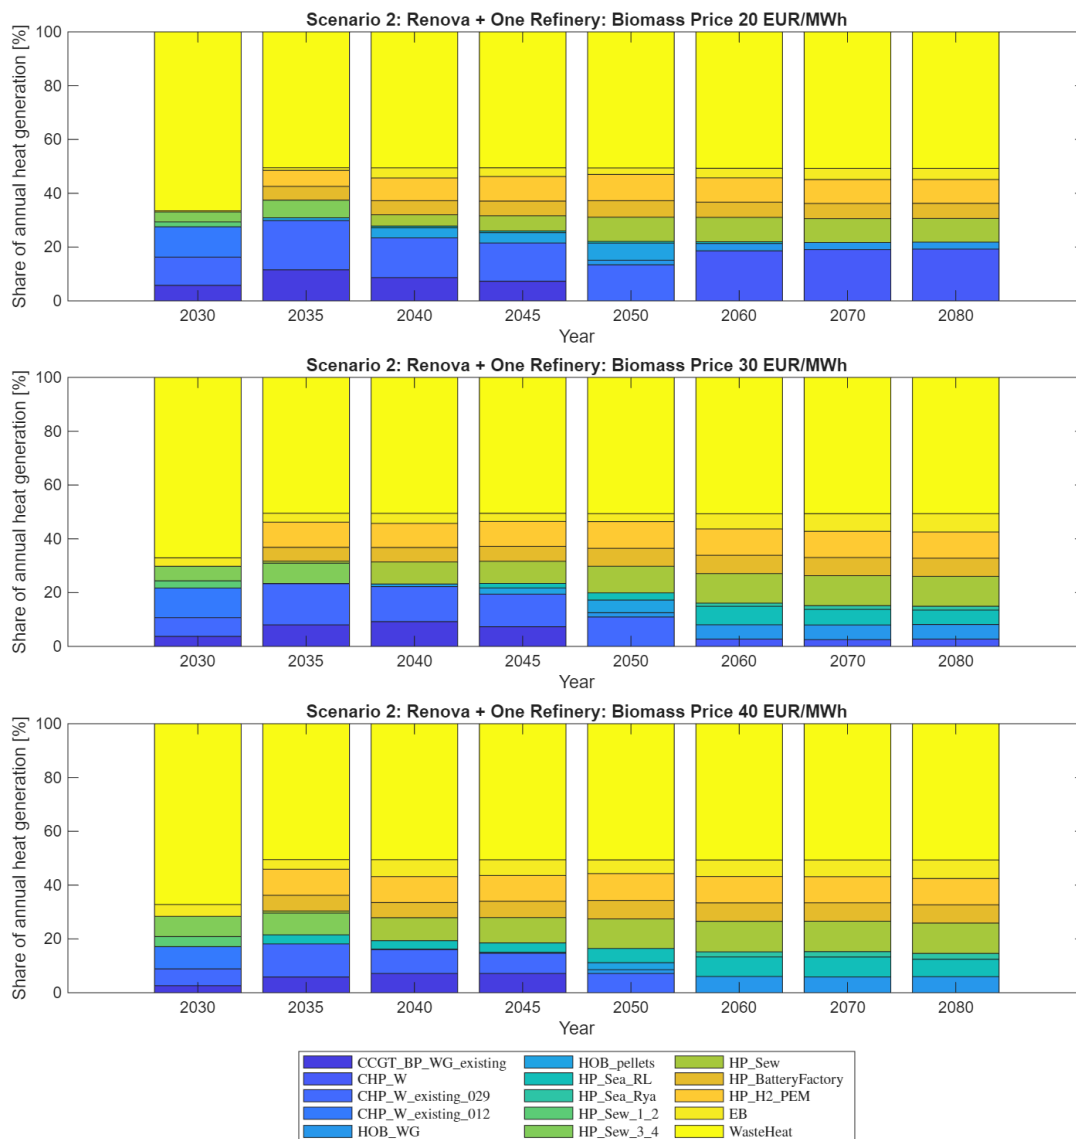 Scenario 2: Renova + One Refinery: Biomass Price 20 EUR/MWh
Share of annual heat generation [%]
100
80
60
40
20
0
2030 2035 2040 2045 2050 2060 2070 2080
Year
Scenario 2: Renova + One Refinery: Biomass Price 30 EUR/MWh
Share of annual heat generation [%]
100
80
60
40
20
0
2030 2035 2040 2045 2050 2060 2070 2080
Year
Scenario 2: Renova + One Refinery: Biomass Price 40 EUR/MWh
Share of annual heat generation [%]
100
80
60
40
20
0
2030 2035 2040 2045 2050 2060 2070 2080
Year
CCGT_BP_WG_existing
CHP_W
CHP_W_existing_029
CHP_W_existing_012
HOB_WG
HOB_pellets
HP_Sea_RL
HP_Sea_Rya
HP_Sew_1_2
HP_Sew_3_4
HP_Sew
HP_BatteryFactory
HP_H2_PEM
EB
WasteHeat